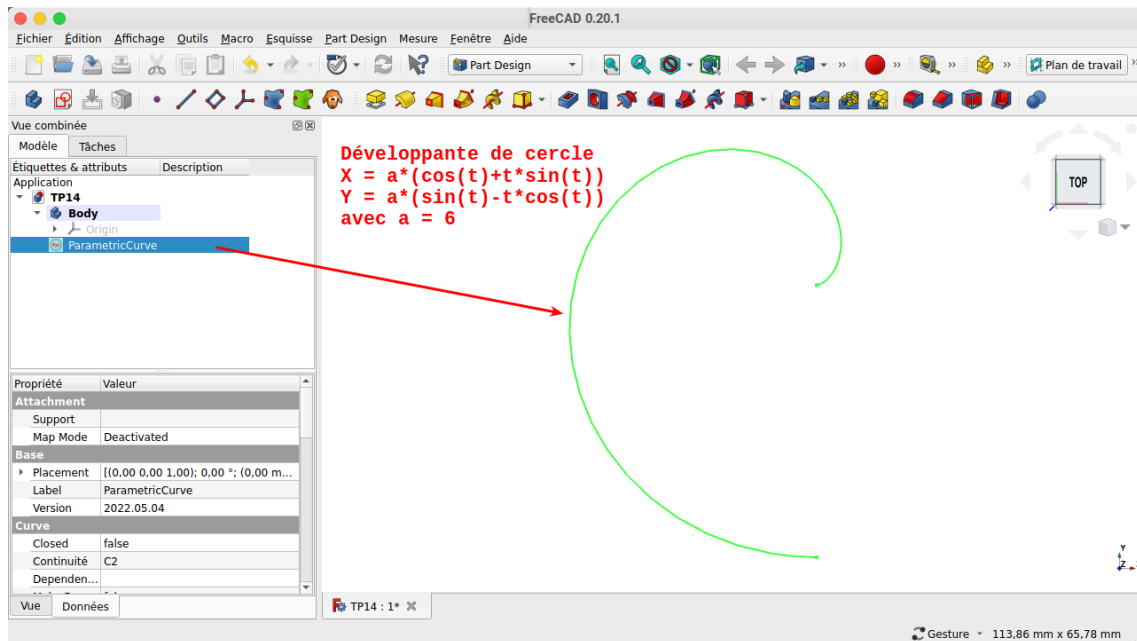 FreeCAD 0.20.1
Fichier Édition Affichage Outils Macro Esquisse Part Design Mesure Fenêtre Aide
Part Design
»
»
»
»
Plan de travail
»
Vue combinée
Modèle Tâches
Étiquettes & attributs Description
Application
TP14
Body
Origin
ParametricCurve
Développante de cercle
X = a*(cos(t)+t*sin(t))
Y = a*(sin(t)-t*cos(t))
avec a = 6
TOP
Propriété Valeur
Attachment
Support
Map Mode Deactivated
Base
Placement [(0,00 0,00 1,00); 0,00 °; (0,00 m...
Label ParametricCurve
Version 2022.05.04
Curve
Closed false
Continuité C2
Dependen...
Y
Z
Vue Données
TP14 : 1*
Gesture 113,86 mm x 65,78 mm